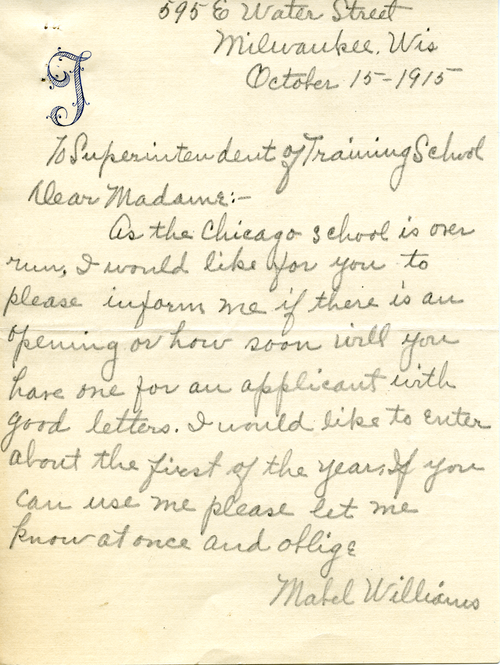 595 E Water Street
Milwaukee, Wis
October 15-1915
J
To Superintendent of Training School
Dear Madame:-
As the Chicago school is over
run, I would like for you to
please inform me if there is an
opening or how soon will you
have one for an applicant with
good letters. I would like to enter
about the first of the year, If you
can use me please let me
know at once and oblige
Mabel Williams